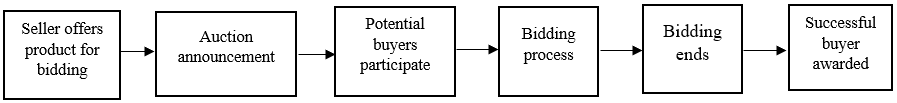 Seller offers
product for
bidding
Auction
announcement
Potential
buyers
participate
Bidding
process
Bidding
ends
Successful
buyer
awarded